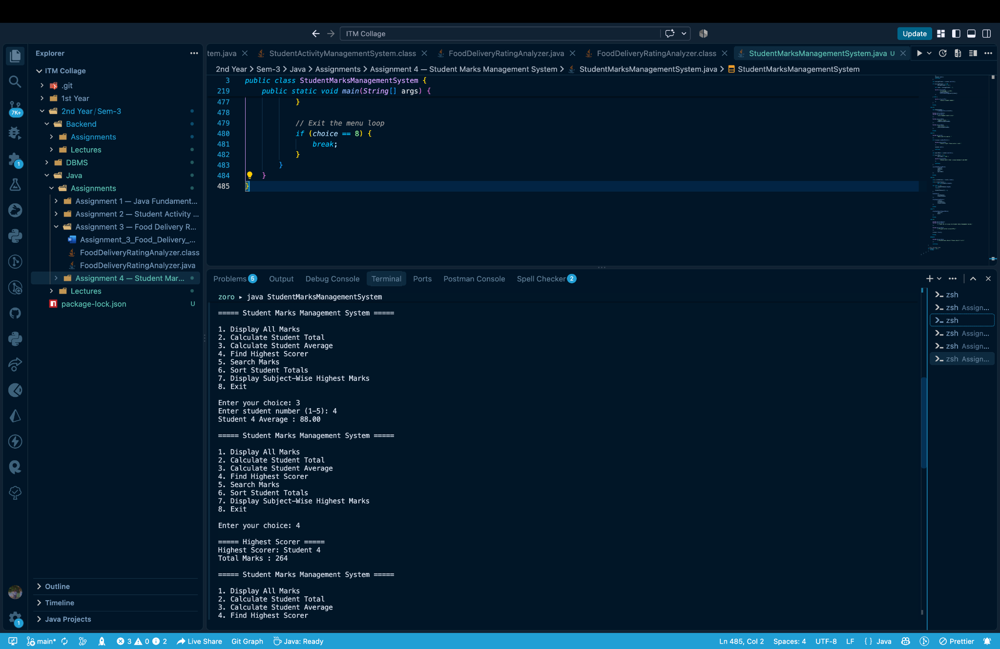 ITM Collage
Update
Explorer
ITM Collage
.git
1st Year
2nd Year / Sem-3
Backend
Assignments
Lectures
DBMS
Java
Assignments
Assignment 1 — Java Fundament...
Assignment 2 — Student Activity ...
Assignment 3 — Food Delivery R...
Assignment_3_Food_Delivery_...
FoodDeliveryRatingAnalyzer.class
FoodDeliveryRatingAnalyzer.java
Assignment 4 — Student Mar...
Lectures
package-lock.json U
7K+
1
Outline
Timeline
Java Projects
1
tem.java StudentActivityManagementSystem.class FoodDeliveryRatingAnalyzer.java FoodDeliveryRatingAnalyzer.class StudentMarksManagementSystem.java U
2nd Year > Sem-3 > Java > Assignments > Assignment 4 — Student Marks Management System > StudentMarksManagementSystem.java > StudentMarksManagementSystem
3 public class StudentMarksManagementSystem {
219 public static void main(String[] args) {
477 }
478
479 // Exit the menu loop
480 if (choice == 8) {
481 break;
482 }
483 }
484 }
485 }
Problems 5 Output Debug Console Terminal Ports Postman Console Spell Checker 2
zoro ▸ java StudentMarksManagementSystem
===== Student Marks Management System =====
1. Display All Marks
2. Calculate Student Total
3. Calculate Student Average
4. Find Highest Scorer
5. Search Marks
6. Sort Student Totals
7. Display Subject-Wise Highest Marks
8. Exit
Enter your choice: 3
Enter student number (1-5): 4
Student 4 Average : 88.00
===== Student Marks Management System =====
1. Display All Marks
2. Calculate Student Total
3. Calculate Student Average
4. Find Highest Scorer
5. Search Marks
6. Sort Student Totals
7. Display Subject-Wise Highest Marks
8. Exit
Enter your choice: 4
===== Highest Scorer =====
Highest Scorer: Student 4
Total Marks : 264
===== Student Marks Management System =====
1. Display All Marks
2. Calculate Student Total
3. Calculate Student Average
4. Find Highest Scorer
zsh
zsh Assign...
zsh
zsh Assign...
zsh Assign...
zsh Assign...
main* 3 0 2 Live Share Git Graph Java: Ready Ln 485, Col 2 Spaces: 4 UTF-8 LF { } Java Prettier